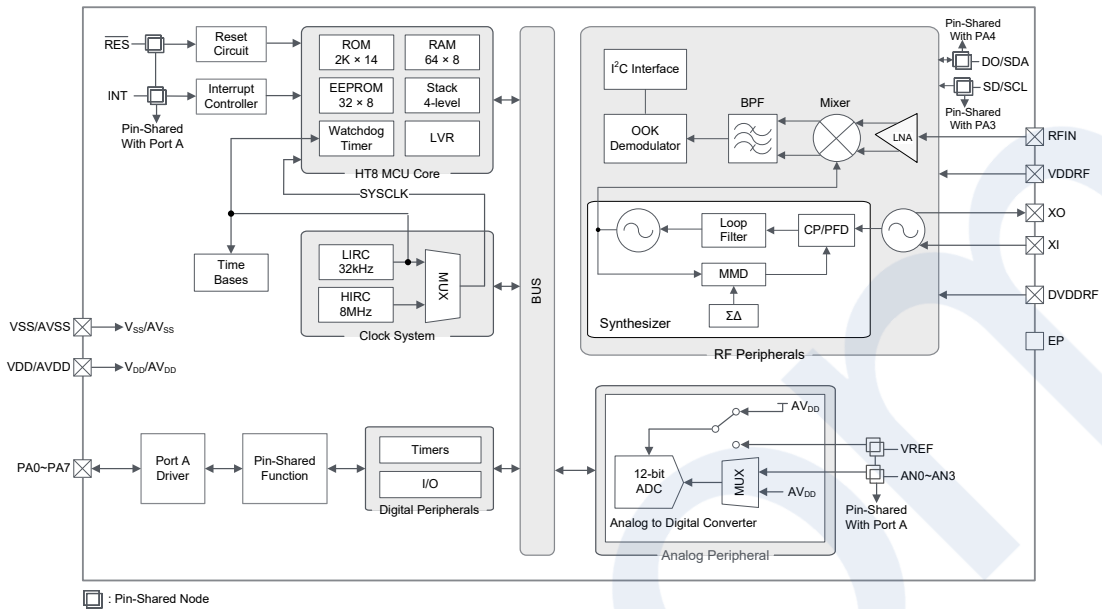 RES
INT
Reset
Circuit
Interrupt
Controller
Pin-Shared
With Port A
ROM
2K × 14
RAM
64 × 8
EEPROM
32 × 8
Stack
4-level
Watchdog
Timer
LVR
HT8 MCU Core
SYSCLK
Time
Bases
LIRC
32kHz
HIRC
8MHz
MUX
Clock System
BUS
VSS/AVSS
VSS/AVSS
VDD/AVDD
VDD/AVDD
PA0~PA7
Port A
Driver
Pin-Shared
Function
Timers
I/O
Digital Peripherals
I²C Interface
OOK
Demodulator
BPF
Mixer
LNA
Loop
Filter
CP/PFD
MMD
ΣΔ
Synthesizer
RF Peripherals
Pin-Shared
With PA4
DO/SDA
SD/SCL
Pin-Shared
With PA3
RFIN
VDDRF
XO
XI
DVDDRF
EP
AVDD
VREF
12-bit
ADC
MUX
AN0~AN3
AVDD
Pin-Shared
With Port A
Analog to Digital Converter
Analog Peripheral
: Pin-Shared Node